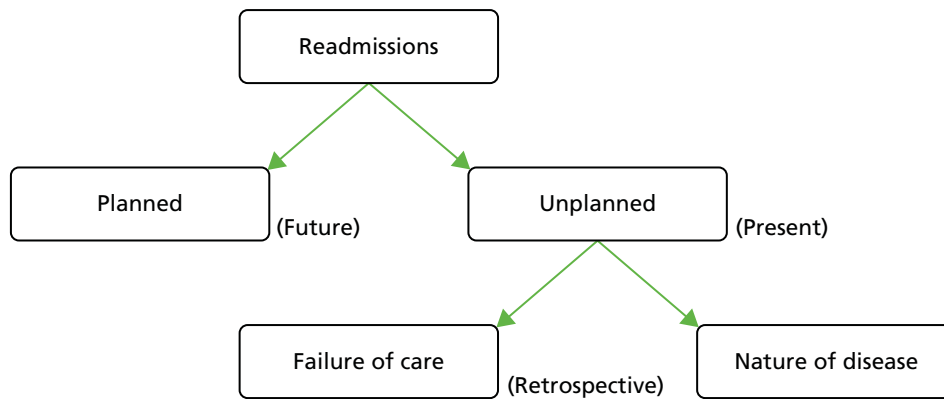 Readmissions
Planned
(Future)
Unplanned
(Present)
Failure of care
(Retrospective)
Nature of disease